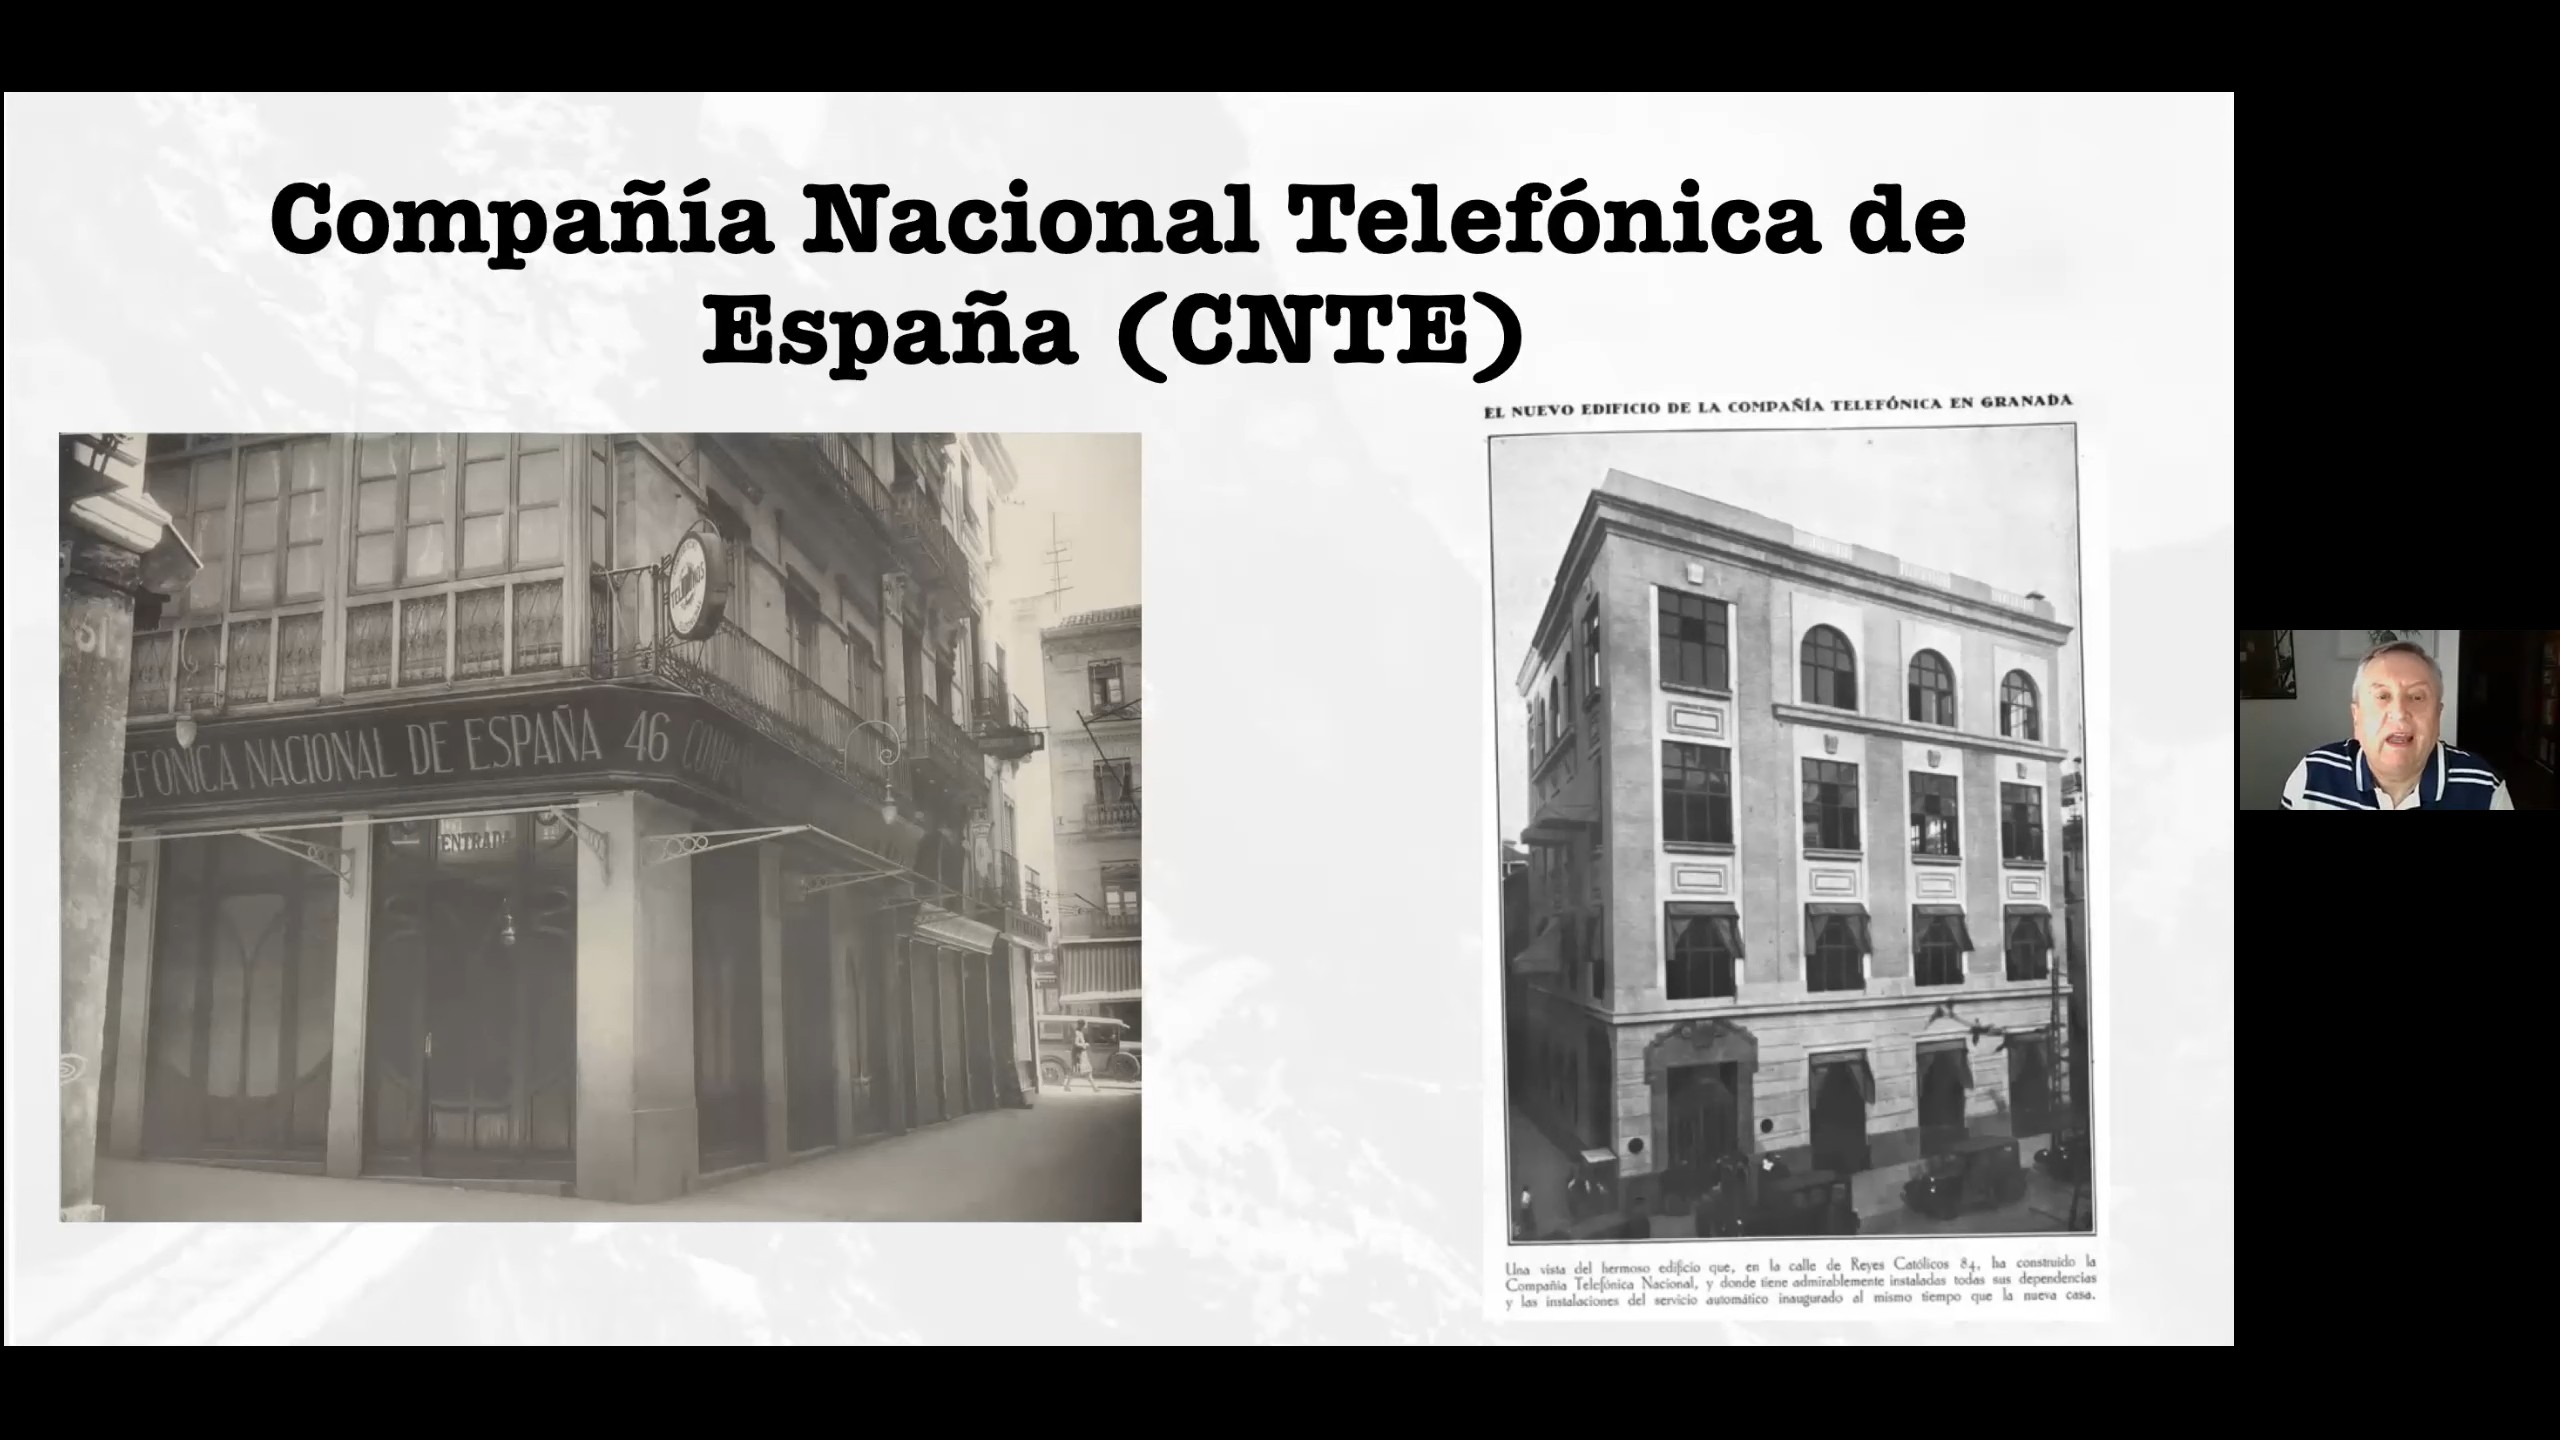 Compañía Nacional Telefónica de
España (CNTE)
EL NUEVO EDIFICIO DE LA COMPAÑÍA TELEFÓNICA EN GRANADA
EFONICA NACIONAL DE ESPAÑA 46
ENTRADA
Una vista del hermoso edificio que, en la calle de Reyes Católicos 84, ha construido la
Compañía Telefónica Nacional, y donde tiene admirablemente instaladas todas sus dependencias
y las instalaciones del servicio automático inaugurado al mismo tiempo que la nueva casa.